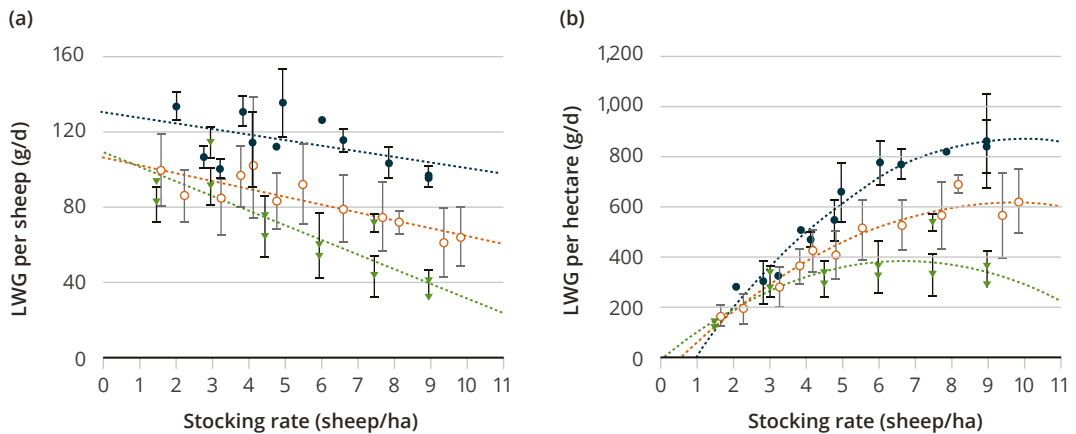 (a)
LWG per sheep (g/d)
160
120
80
40
0
0 1 2 3 4 5 6 7 8 9 10 11
Stocking rate (sheep/ha)
(b)
LWG per hectare (g/d)
1,200
1,000
800
600
400
200
0
0 1 2 3 4 5 6 7 8 9 10 11
Stocking rate (sheep/ha)